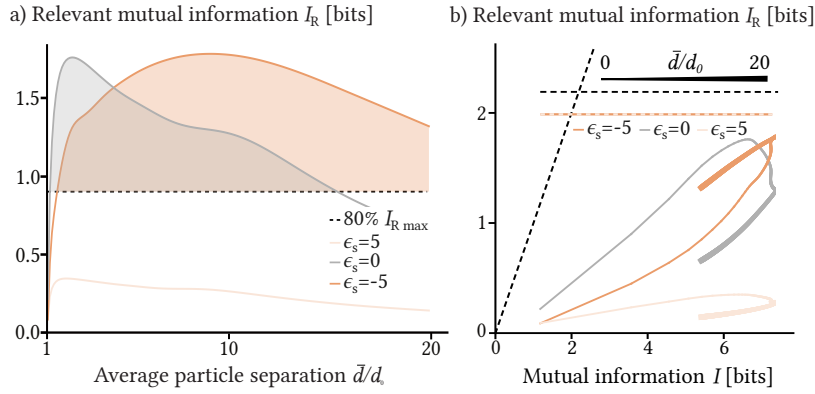 a) Relevant mutual information I_R [bits]
1.5
1.0
0.5
0.0
1
10
20
80% I_R max
ϵ_s=5
ϵ_s=0
ϵ_s=-5
Average particle separation d̄/d₀
b) Relevant mutual information I_R [bits]
0 d̄/d₀ 20
ϵ_s=-5 ϵ_s=0 ϵ_s=5
2
1
0
0
2
4
6
Mutual information I [bits]